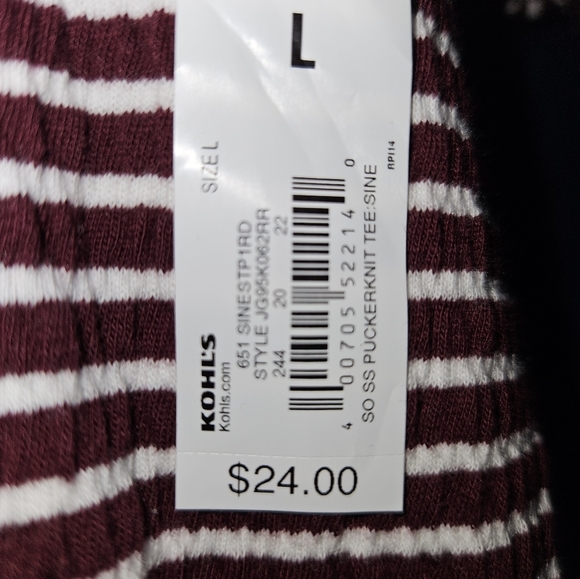 L
SIZE L
KOHL'S
Kohls.com
651 SINESTP1RD
STYLE JG95K062RR
244 20 22
4 00705 52214 0
SO SS PUCKERKNIT TEE:SINE
RPI14
$24.00